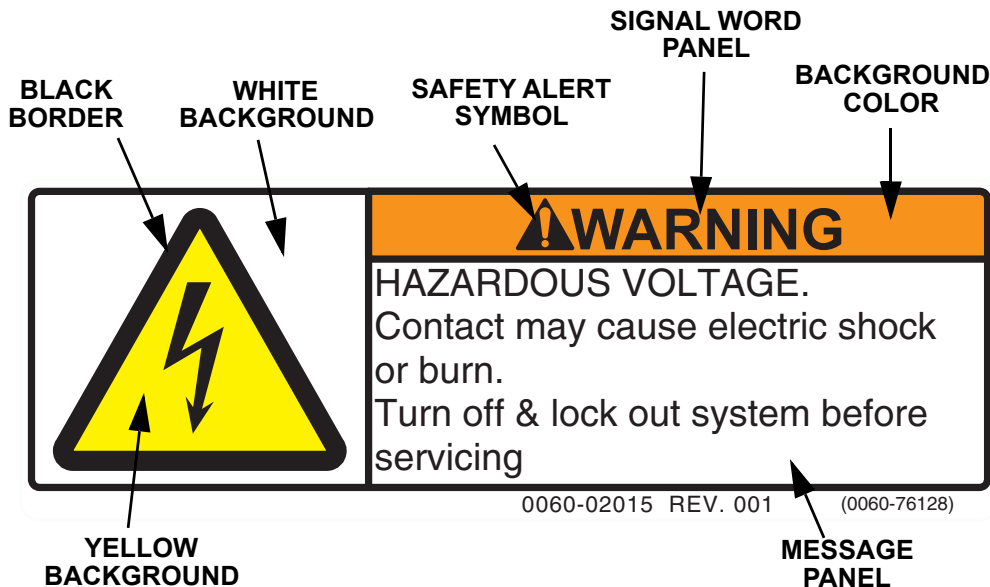 SIGNAL WORD
PANEL
BACKGROUND
COLOR
BLACK
BORDER
WHITE
BACKGROUND
SAFETY ALERT
SYMBOL
WARNING
HAZARDOUS VOLTAGE.
Contact may cause electric shock
or burn.
Turn off & lock out system before
servicing
0060-02015 REV. 001 (0060-76128)
YELLOW
BACKGROUND
MESSAGE
PANEL